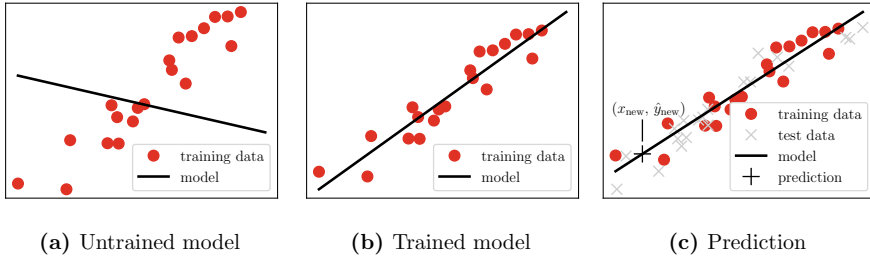 training data
model
training data
model
(x_new, ŷ_new)
training data
test data
model
prediction
(a) Untrained model
(b) Trained model
(c) Prediction